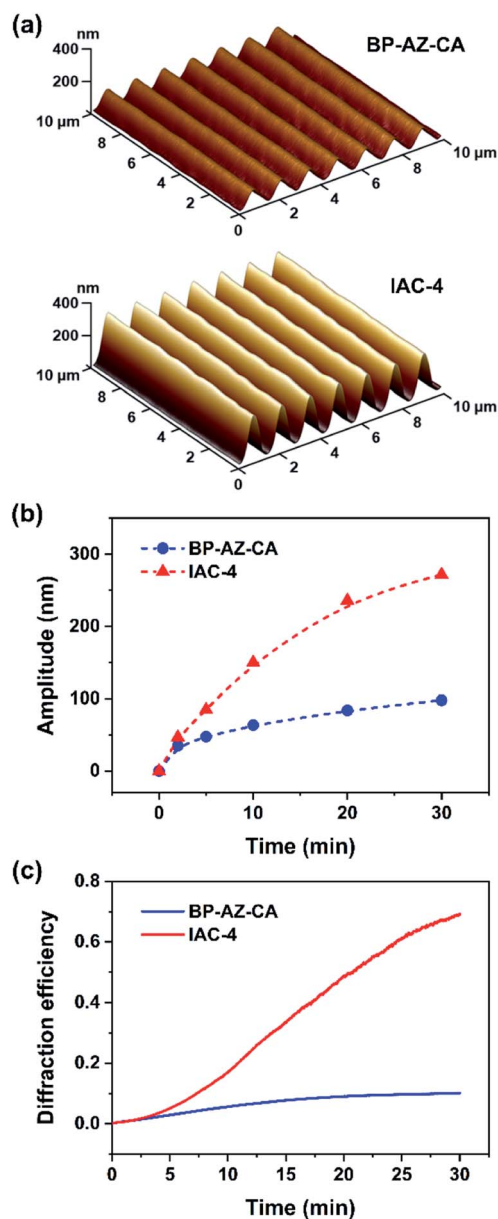 (a)
nm
400
200
10 µm
8
6
4
2
0
2
4
6
8
10 µm
BP-AZ-CA
nm
400
200
10 µm
8
6
4
2
0
2
4
6
8
10 µm
IAC-4
(b)
BP-AZ-CA
IAC-4
300
200
100
0
Amplitude (nm)
0 10 20 30
Time (min)
(c)
BP-AZ-CA
IAC-4
0.8
0.6
0.4
0.2
0.0
Diffraction efficiency
0 5 10 15 20 25 30
Time (min)